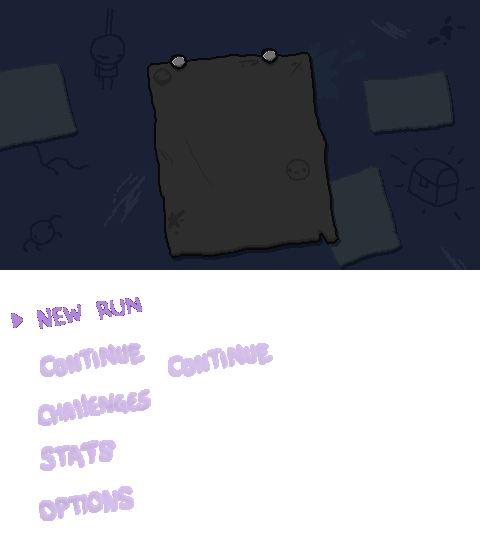 NEW RUN
CONTINUE CONTINUE
CHALLENGES
STATS
OPTIONS